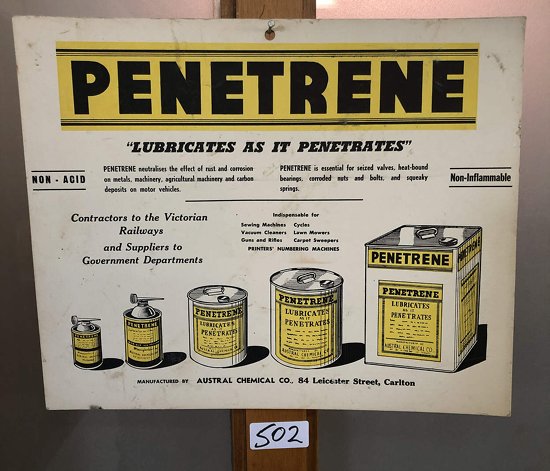 PENETRENE
"LUBRICATES AS IT PENETRATES"
NON - ACID
PENETRENE neutralises the effect of rust and corrosion
on metals, machinery, agricultural machinery and carbon
deposits on motor vehicles.
PENETRENE is essential for seized valves, heat-bound
bearings, corroded nuts and bolts, and squeaky
springs.
Non-Inflammable
Contractors to the Victorian
Railways
and Suppliers to
Government Departments
Indispensable for
Sewing Machines Cycles
Vacuum Cleaners Lawn Mowers
Guns and Rifles Carpet Sweepers
PRINTERS' NUMBERING MACHINES
PENETRENE
PENETRENE
PENETRENE
LUBRICATES
AS IT
PENETRATES
PENETRENE
LUBRICATES
AS IT
PENETRATES
PENETRENE
PENETRENE
PENETRENE
LUBRICATES
AS IT
PENETRATES
AUSTRAL CHEMICAL CO.
MANUFACTURED BY AUSTRAL CHEMICAL CO., 84 Leicester Street, Carlton
502